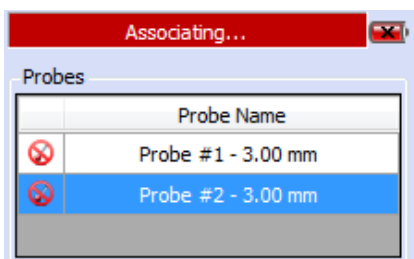 Associating...
Probes
Probe Name
Probe #1 - 3.00 mm
Probe #2 - 3.00 mm